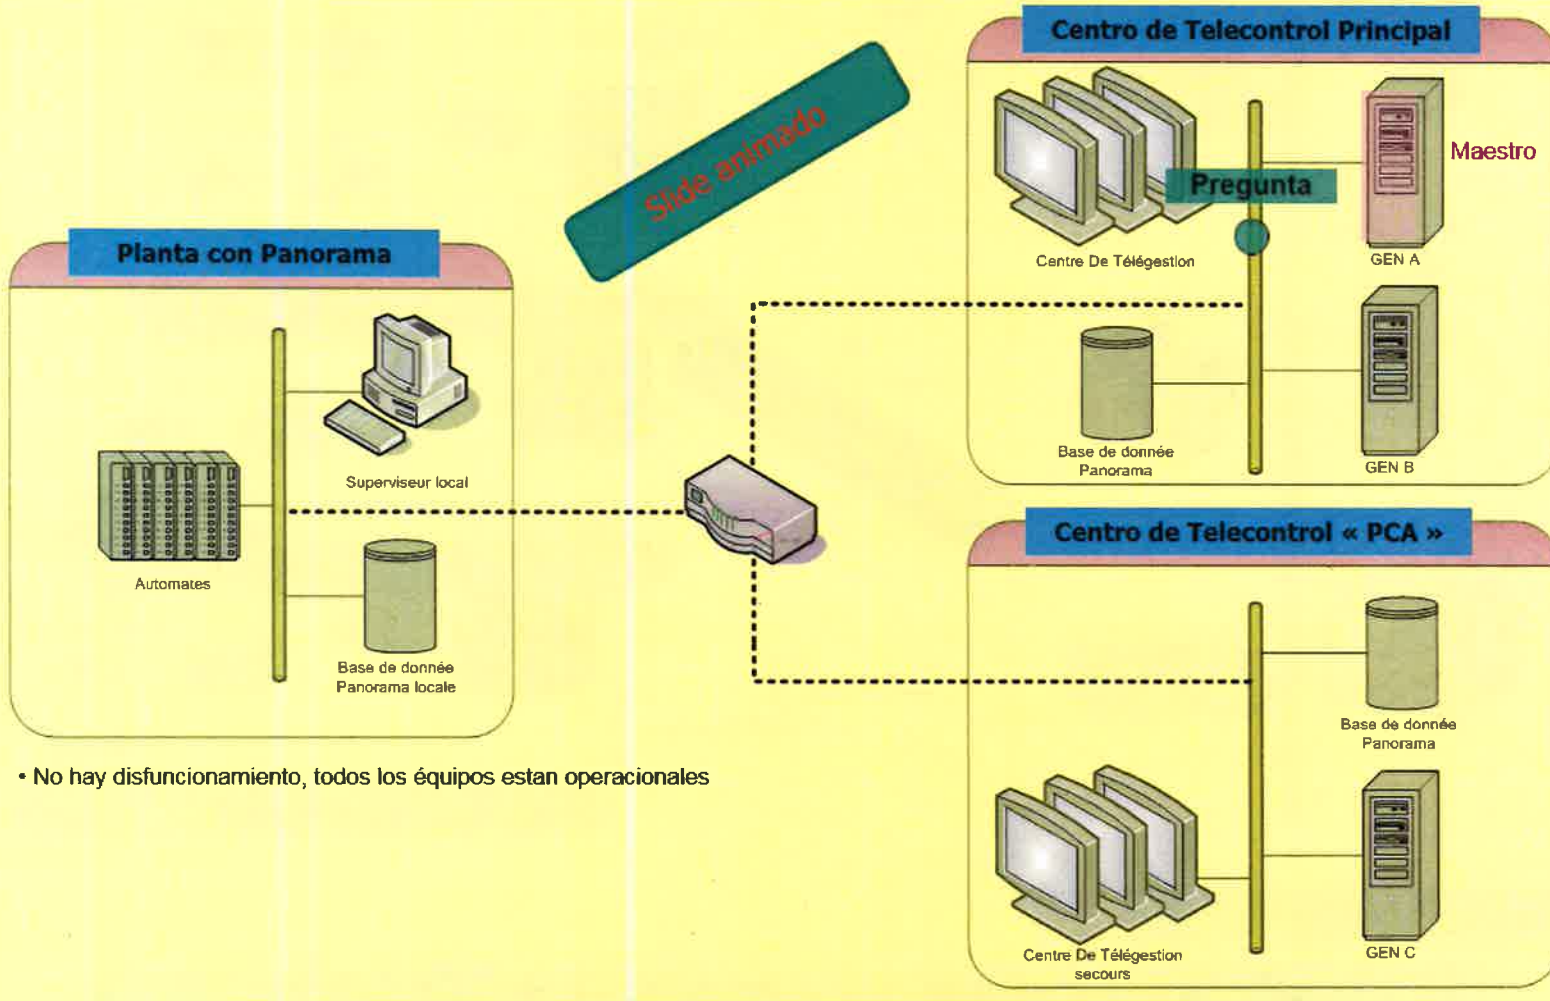 Centro de Telecontrol Principal
Slide animado
Maestro
Pregunta
Centre De Télégestion
GEN A
Planta con Panorama
Superviseur local
Base de donnée
Panorama
GEN B
Automates
Centro de Telecontrol « PCA »
Base de donnée
Panorama locale
Base de donnée
Panorama
• No hay disfuncionamiento, todos los équipos estan operacionales
Centre De Télégestion
secours
GEN C